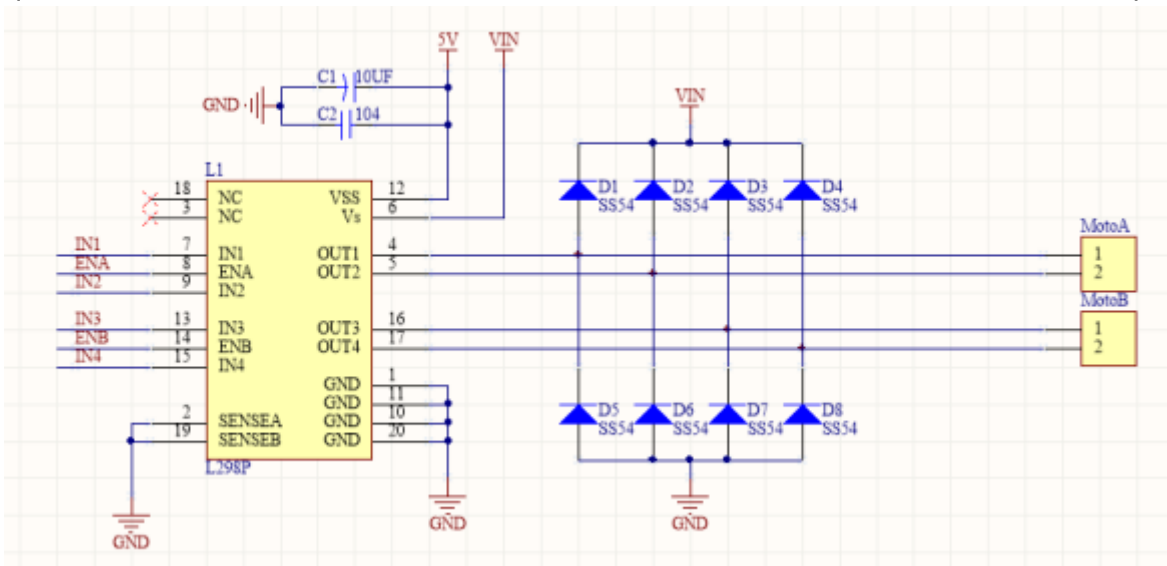 5V VIN
C1 10UF
GND
C2 104
VIN
L1
18 NC VSS 12
3 NC Vs 6
D1 D2 D3 D4
SS54 SS54 SS54 SS54
MotoA
IN1 7 IN1 OUT1 4 1
ENA 8 ENA OUT2 5 2
IN2 9 IN2
MotoB
IN3 13 IN3 OUT3 16 1
ENB 14 ENB OUT4 17 2
IN4 15 IN4
GND 1
GND 11
2 SENSEA GND 10
19 SENSEB GND 20
D5 D6 D7 D8
SS54 SS54 SS54 SS54
L298P
GND GND GND